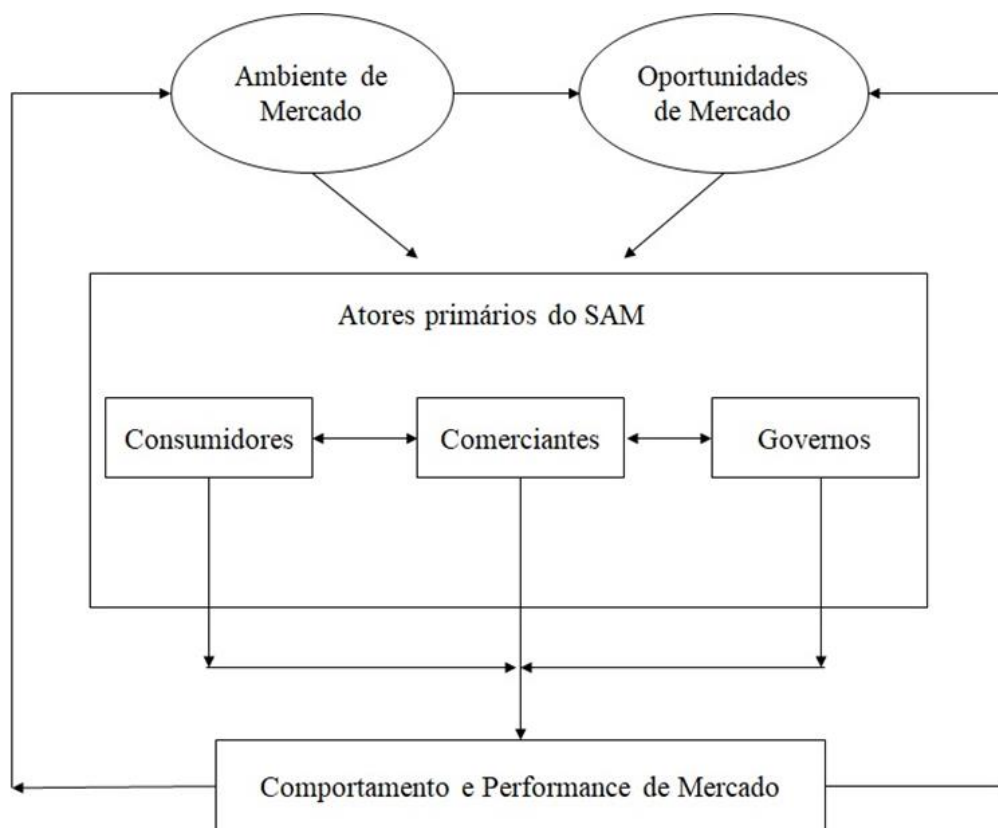 Ambiente de
Mercado
Oportunidades
de Mercado
Atores primários do SAM
Consumidores
Comerciantes
Governos
Comportamento e Performance de Mercado